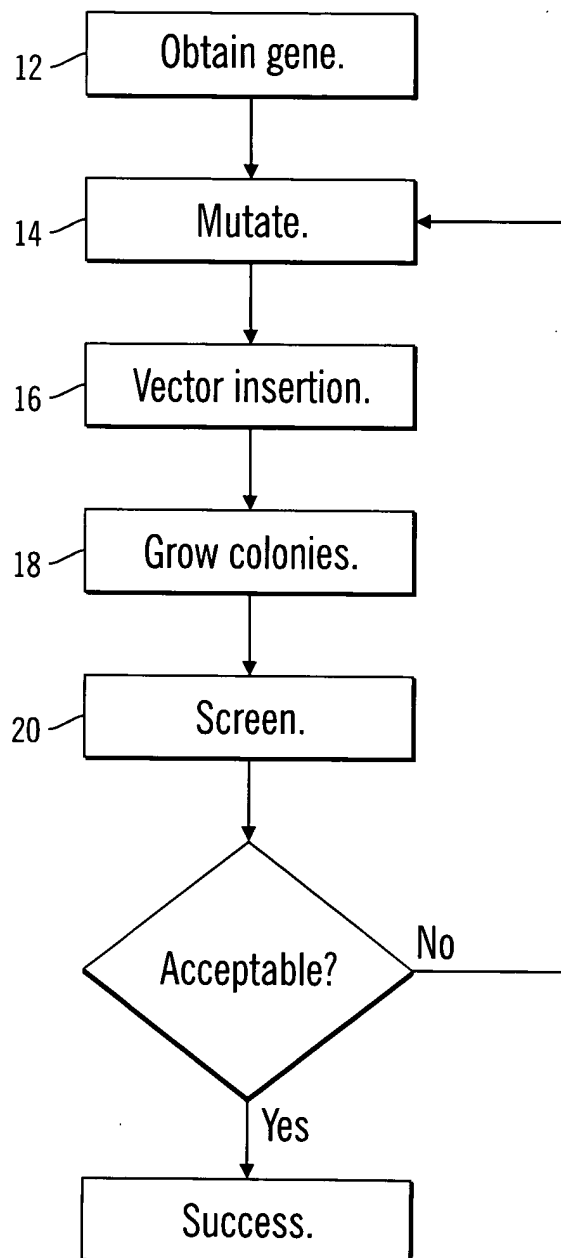 12
Obtain gene.
14
Mutate.
16
Vector insertion.
18
Grow colonies.
20
Screen.
Acceptable?
No
Yes
Success.